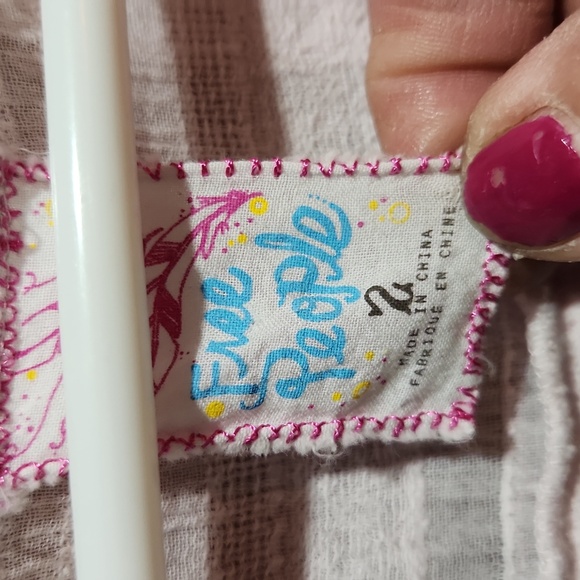 Free
People
2
MADE IN CHINA
FABRIQUÉ EN CHINE